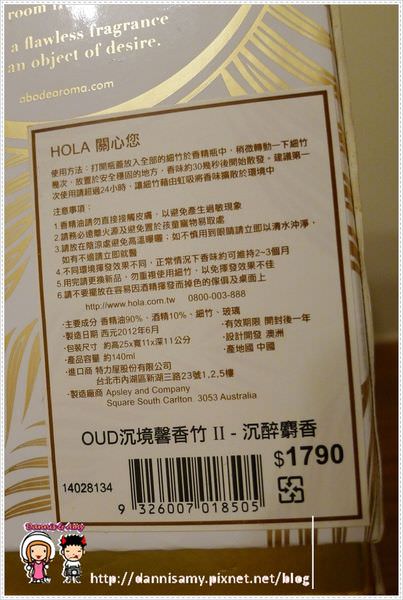 room
a flawless fragrance
an object of desire.
abodearoma.com
HOLA 關心您
使用方法：打開瓶蓋放入全部的細竹於香精瓶中，稍微轉動一下細竹
幾次，放置於安全穩固的地方，香味約30幾秒後開始散發。建議第一
次使用請超過24小時，讓細竹藉由虹吸將香味擴散於環境中
注意事項：
1.香精油請勿直接接觸皮膚，以避免產生過敏現象
2.請務必遠離火源及避免置於孩童寵物易取處
3.請放在陰涼處避免高溫曝曬；如不慎用到眼睛請立即以清水沖淨，
如有不適請立即就醫
4.不同環境揮發效果不同，正常情況下香味約可維持2~3個月
5.用完請更換新品，勿重複使用細竹，以免揮發效果不佳
6.請不要擺放在容易因酒精揮發而掉色的傢俱及桌面上
http://www.hola.com.tw 0800-003-888
·主要成分 香精油90%、酒精10%、細竹、玻璃
·製造日期 西元2012年6月 ·有效期限 開封後一年
·包裝尺寸 約高25x寬11x深11公分 ·設計開發 澳洲
·產品容量 約140ml ·產地國 中國
·進口商 特力屋股份有限公司
台北市內湖區新湖三路23號1,2,5樓
·製造廠商 Apsley and Company
Square South Carlton, 3053 Australia
OUD沉境馨香竹 II - 沉醉麝香
$1790
14028134
9 326007 018505
Dannis & Amy
http://dannisamy.pixnet.net/blog